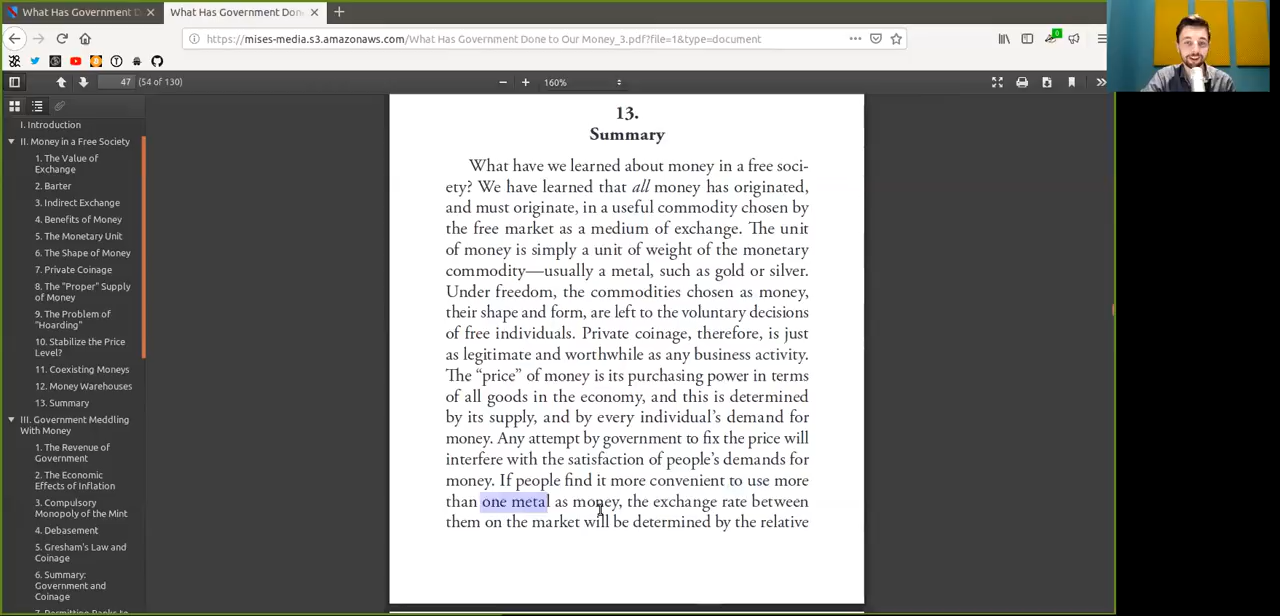 What Has Government D
What Has Government Don
https://mises-media.s3.amazonaws.com/What Has Government Done to Our Money_3.pdf?file=1&type=document
0
47
(54 of 130)
160%
I. Introduction
II. Money in a Free Society
1. The Value of
Exchange
2. Barter
3. Indirect Exchange
4. Benefits of Money
5. The Monetary Unit
6. The Shape of Money
7. Private Coinage
8. The "Proper" Supply
of Money
9. The Problem of
"Hoarding"
10. Stabilize the Price
Level?
11. Coexisting Moneys
12. Money Warehouses
13. Summary
III. Government Meddling
With Money
1. The Revenue of
Government
2. The Economic
Effects of Inflation
3. Compulsory
Monopoly of the Mint
4. Debasement
5. Gresham's Law and
Coinage
6. Summary:
Government and
Coinage
7. Permitting Banks to
13.
Summary
What have we learned about money in a free soci-
ety? We have learned that all money has originated,
and must originate, in a useful commodity chosen by
the free market as a medium of exchange. The unit
of money is simply a unit of weight of the monetary
commodity—usually a metal, such as gold or silver.
Under freedom, the commodities chosen as money,
their shape and form, are left to the voluntary decisions
of free individuals. Private coinage, therefore, is just
as legitimate and worthwhile as any business activity.
The “price” of money is its purchasing power in terms
of all goods in the economy, and this is determined
by its supply, and by every individual’s demand for
money. Any attempt by government to fix the price will
interfere with the satisfaction of people’s demands for
money. If people find it more convenient to use more
than one metal as money, the exchange rate between
them on the market will be determined by the relative